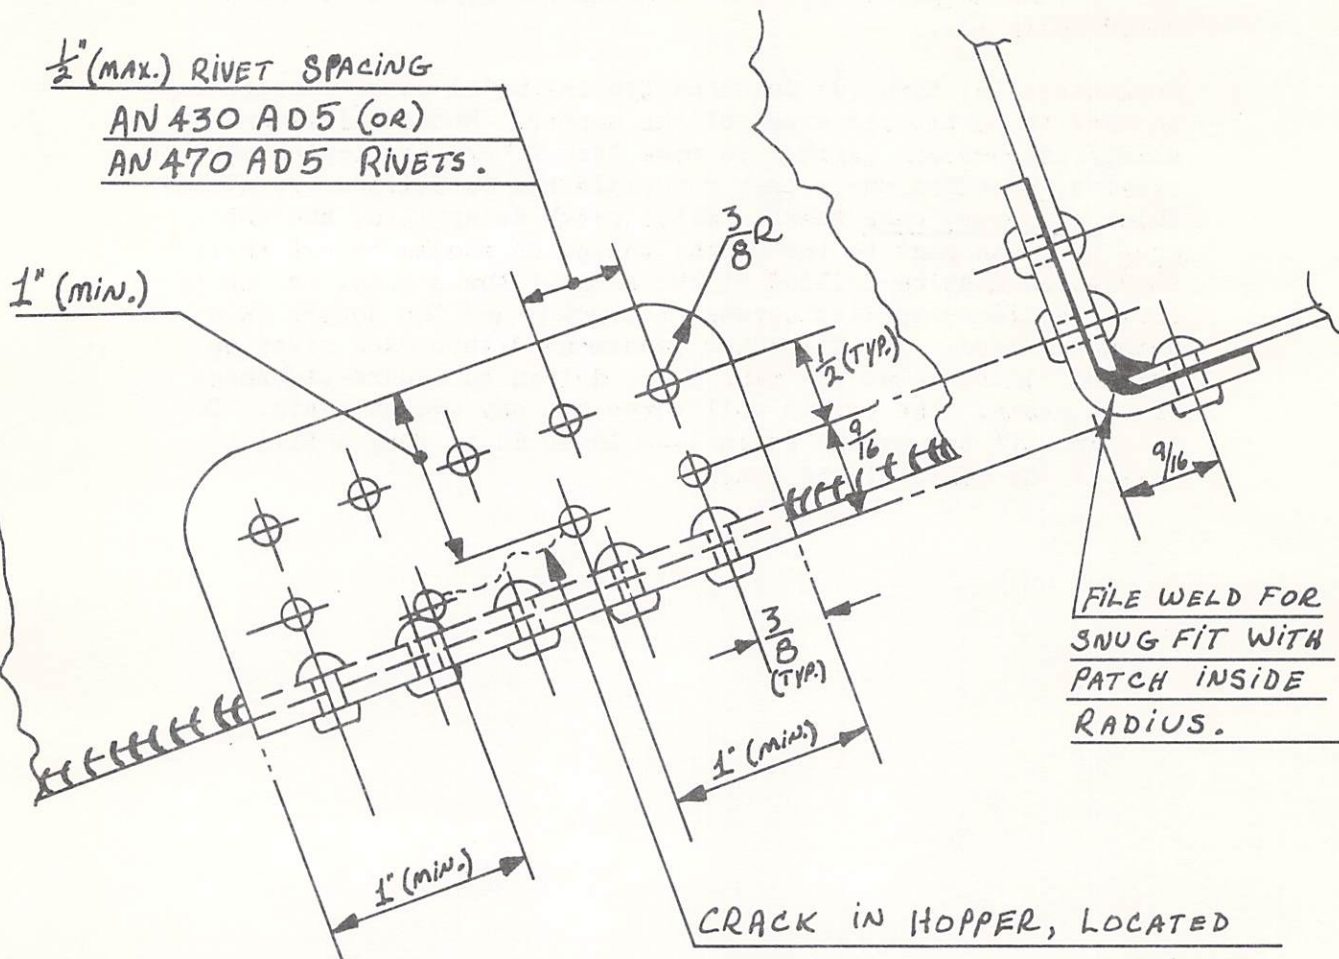 1/2" (MAX.) RIVET SPACING
AN 430 AD5 (OR)
AN 470 AD5 RIVETS.
3/8 R
1" (MIN.)
1/2 (TYP.)
9/16
9/16
FILE WELD FOR
SNUG FIT WITH
PATCH INSIDE
RADIUS.
3/8
(TYP.)
1" (MIN.)
1" (MIN.)
CRACK IN HOPPER, LOCATED